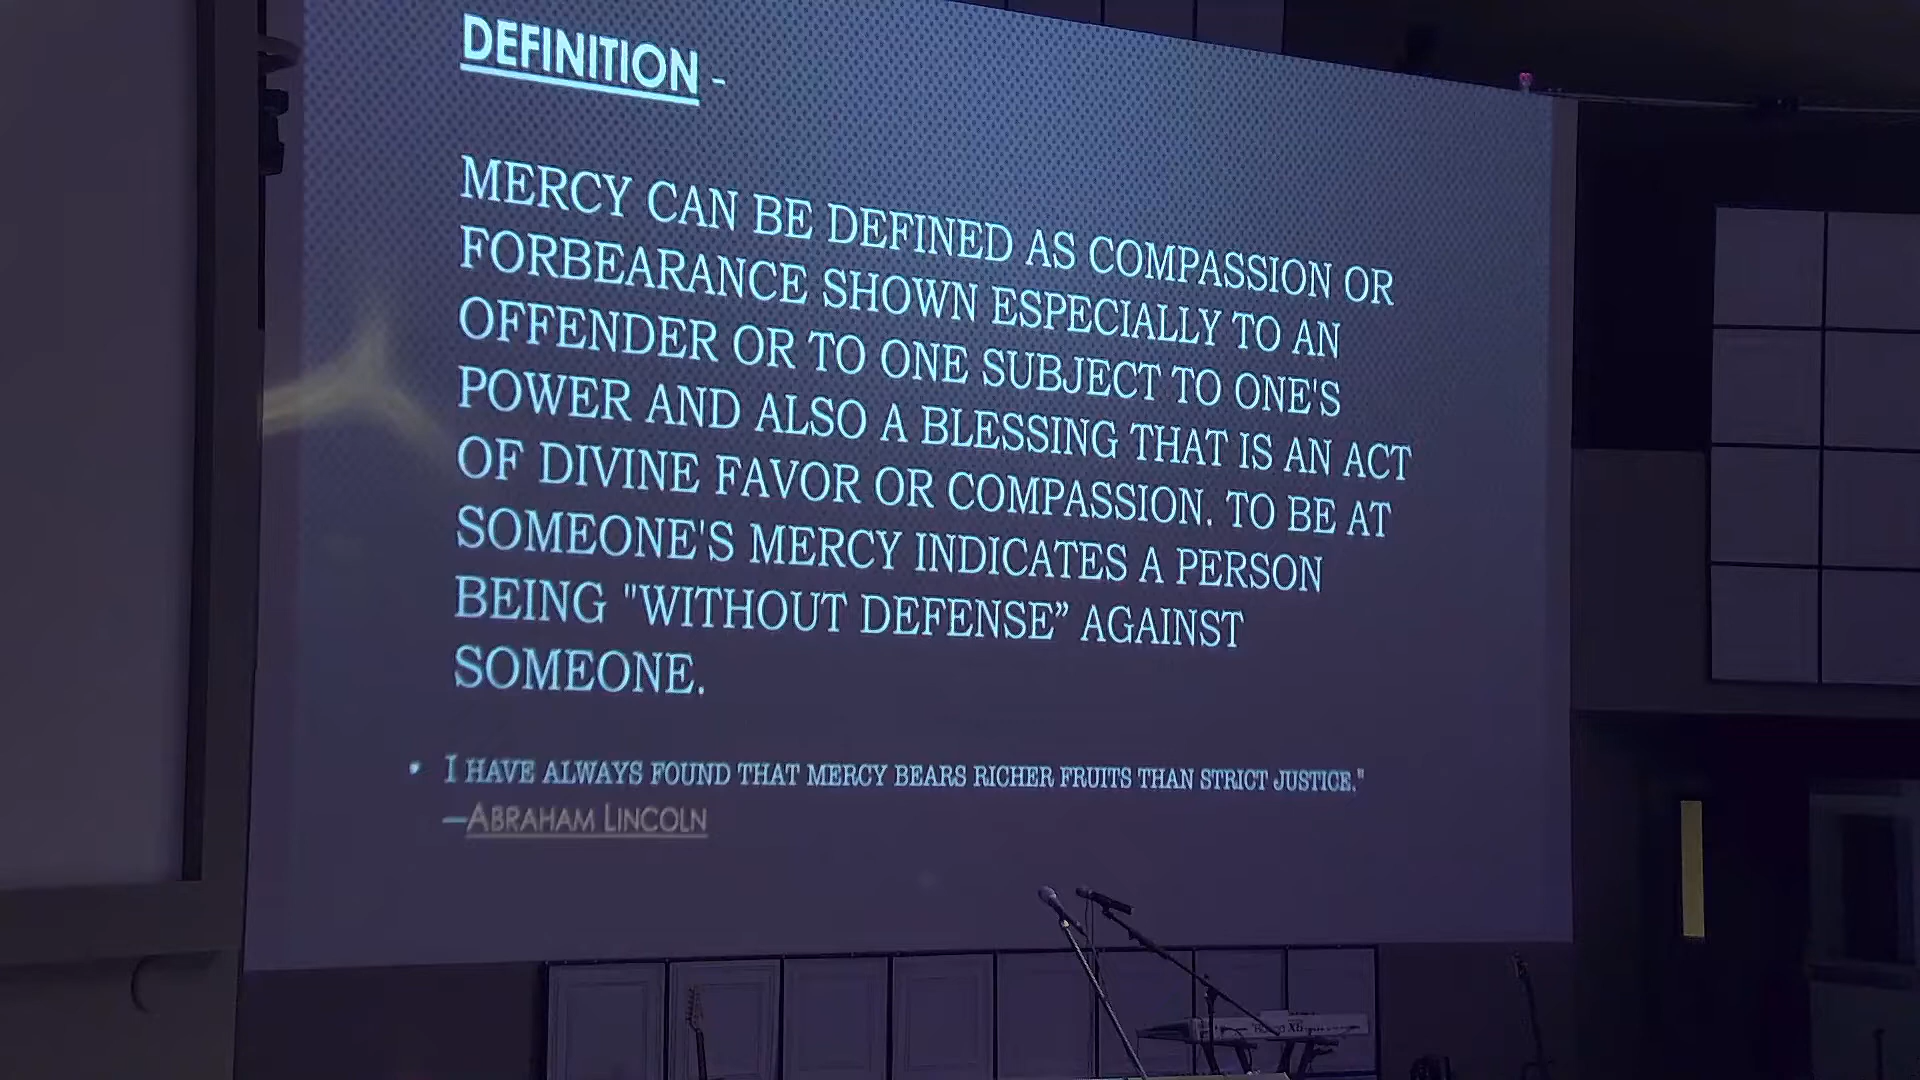 DEFINITION -
MERCY CAN BE DEFINED AS COMPASSION OR
FORBEARANCE SHOWN ESPECIALLY TO AN
OFFENDER OR TO ONE SUBJECT TO ONE'S
POWER AND ALSO A BLESSING THAT IS AN ACT
OF DIVINE FAVOR OR COMPASSION. TO BE AT
SOMEONE'S MERCY INDICATES A PERSON
BEING "WITHOUT DEFENSE” AGAINST
SOMEONE.
• I HAVE ALWAYS FOUND THAT MERCY BEARS RICHER FRUITS THAN STRICT JUSTICE."
—ABRAHAM LINCOLN